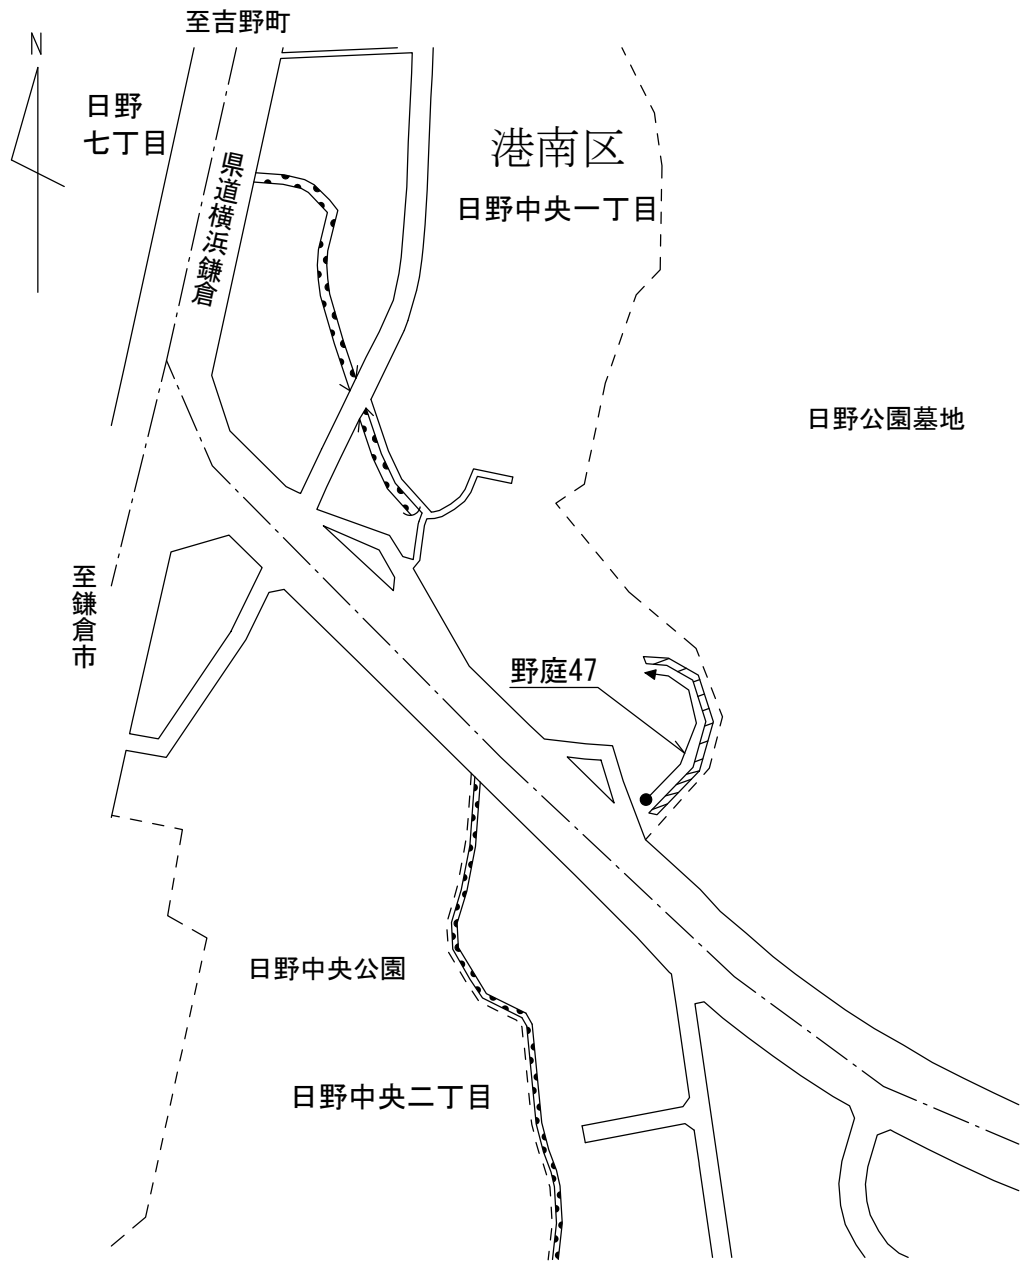 至吉野町
N
日野
七丁目
県道横浜鎌倉
港南区
日野中央一丁目
日野公園墓地
至鎌倉市
野庭47
日野中央公園
日野中央二丁目